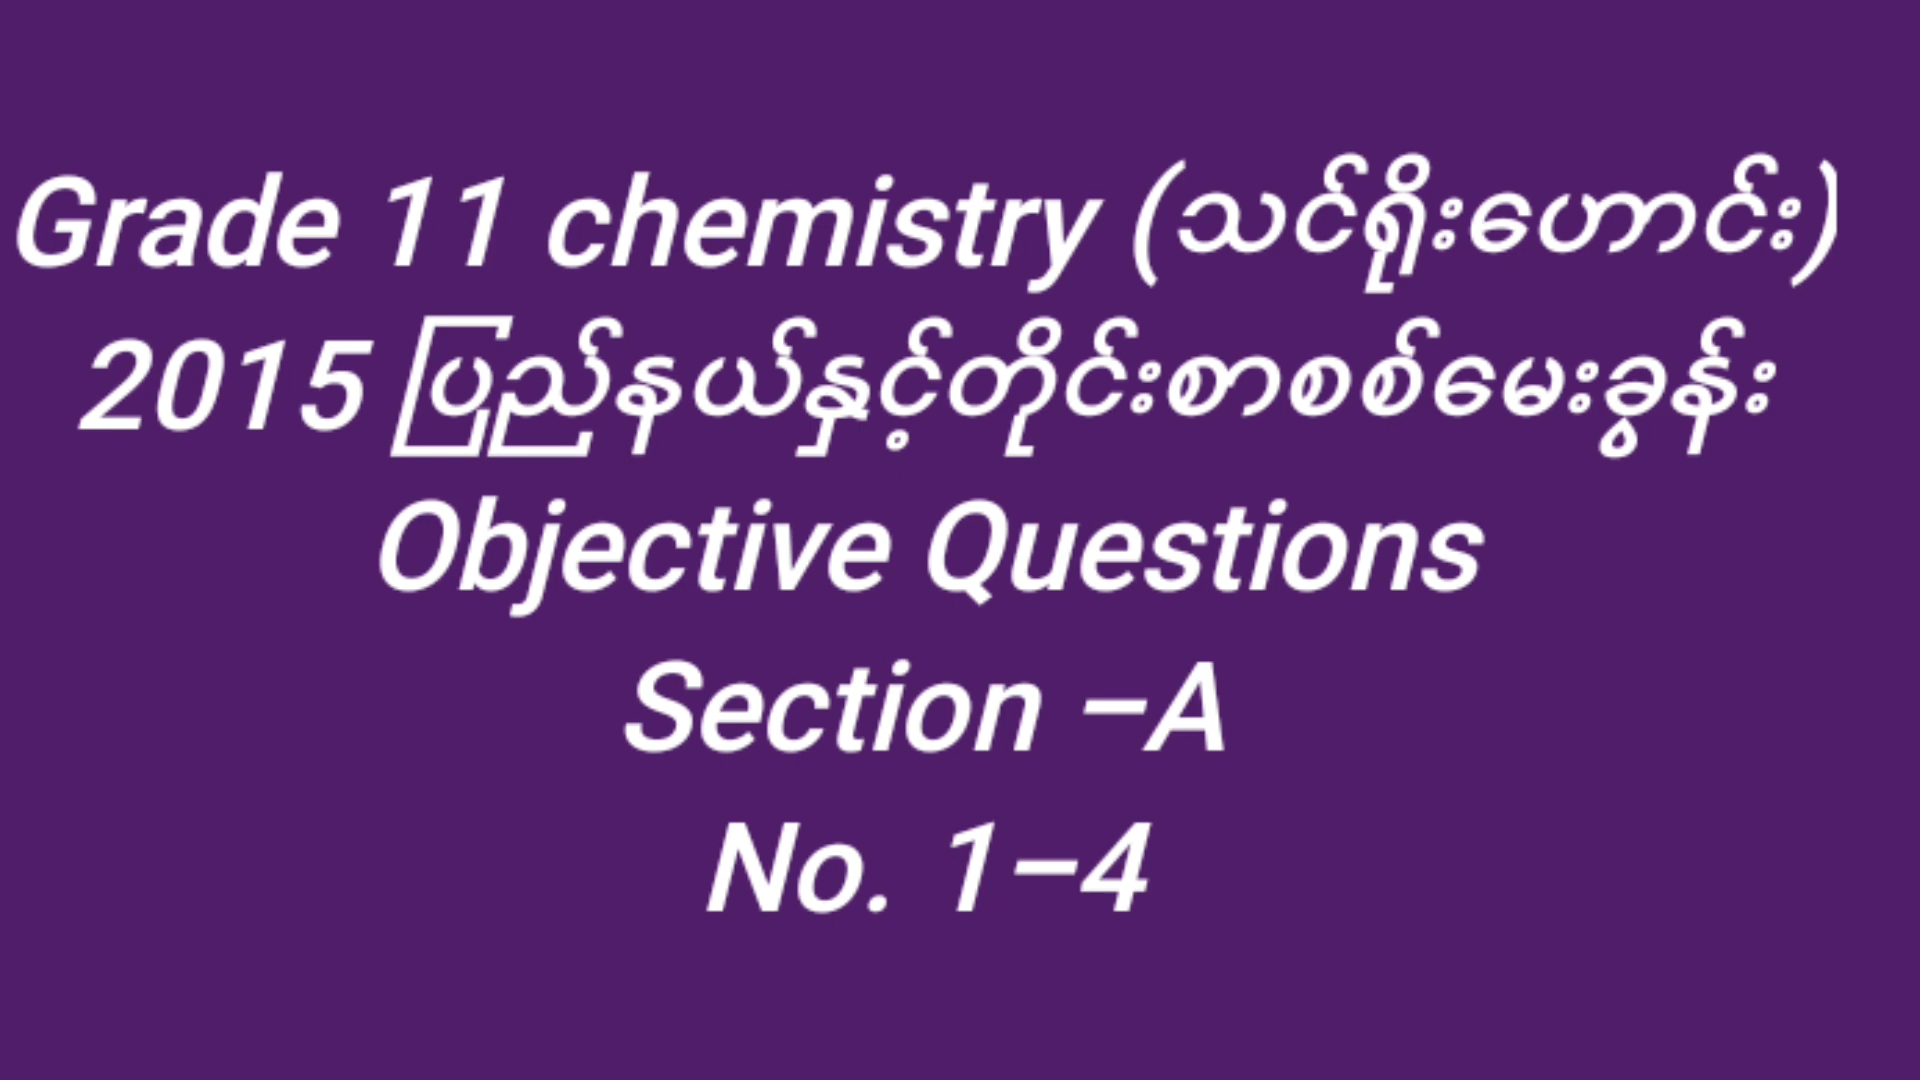 Grade 11 chemistry (သင်ရိုးဟောင်း)
2015 ပြည်နယ်နှင့်တိုင်းစာစစ်မေးခွန်း
Objective Questions
Section –A
No. 1–4